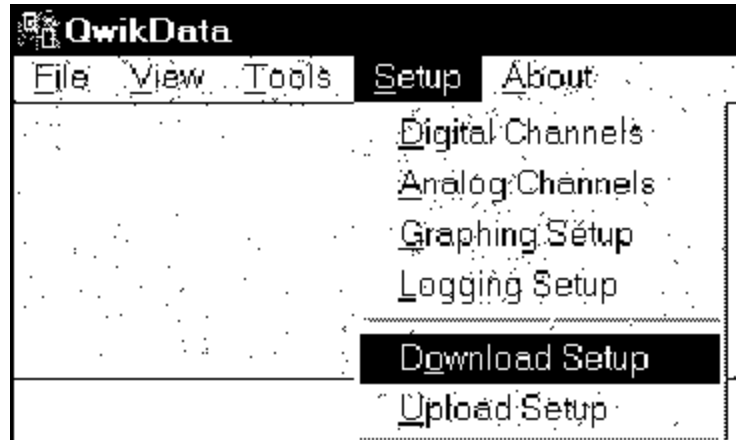 QwikData
File View Tools Setup About
Digital Channels
Analog Channels
Graphing Setup
Logging Setup
Download Setup
Upload Setup